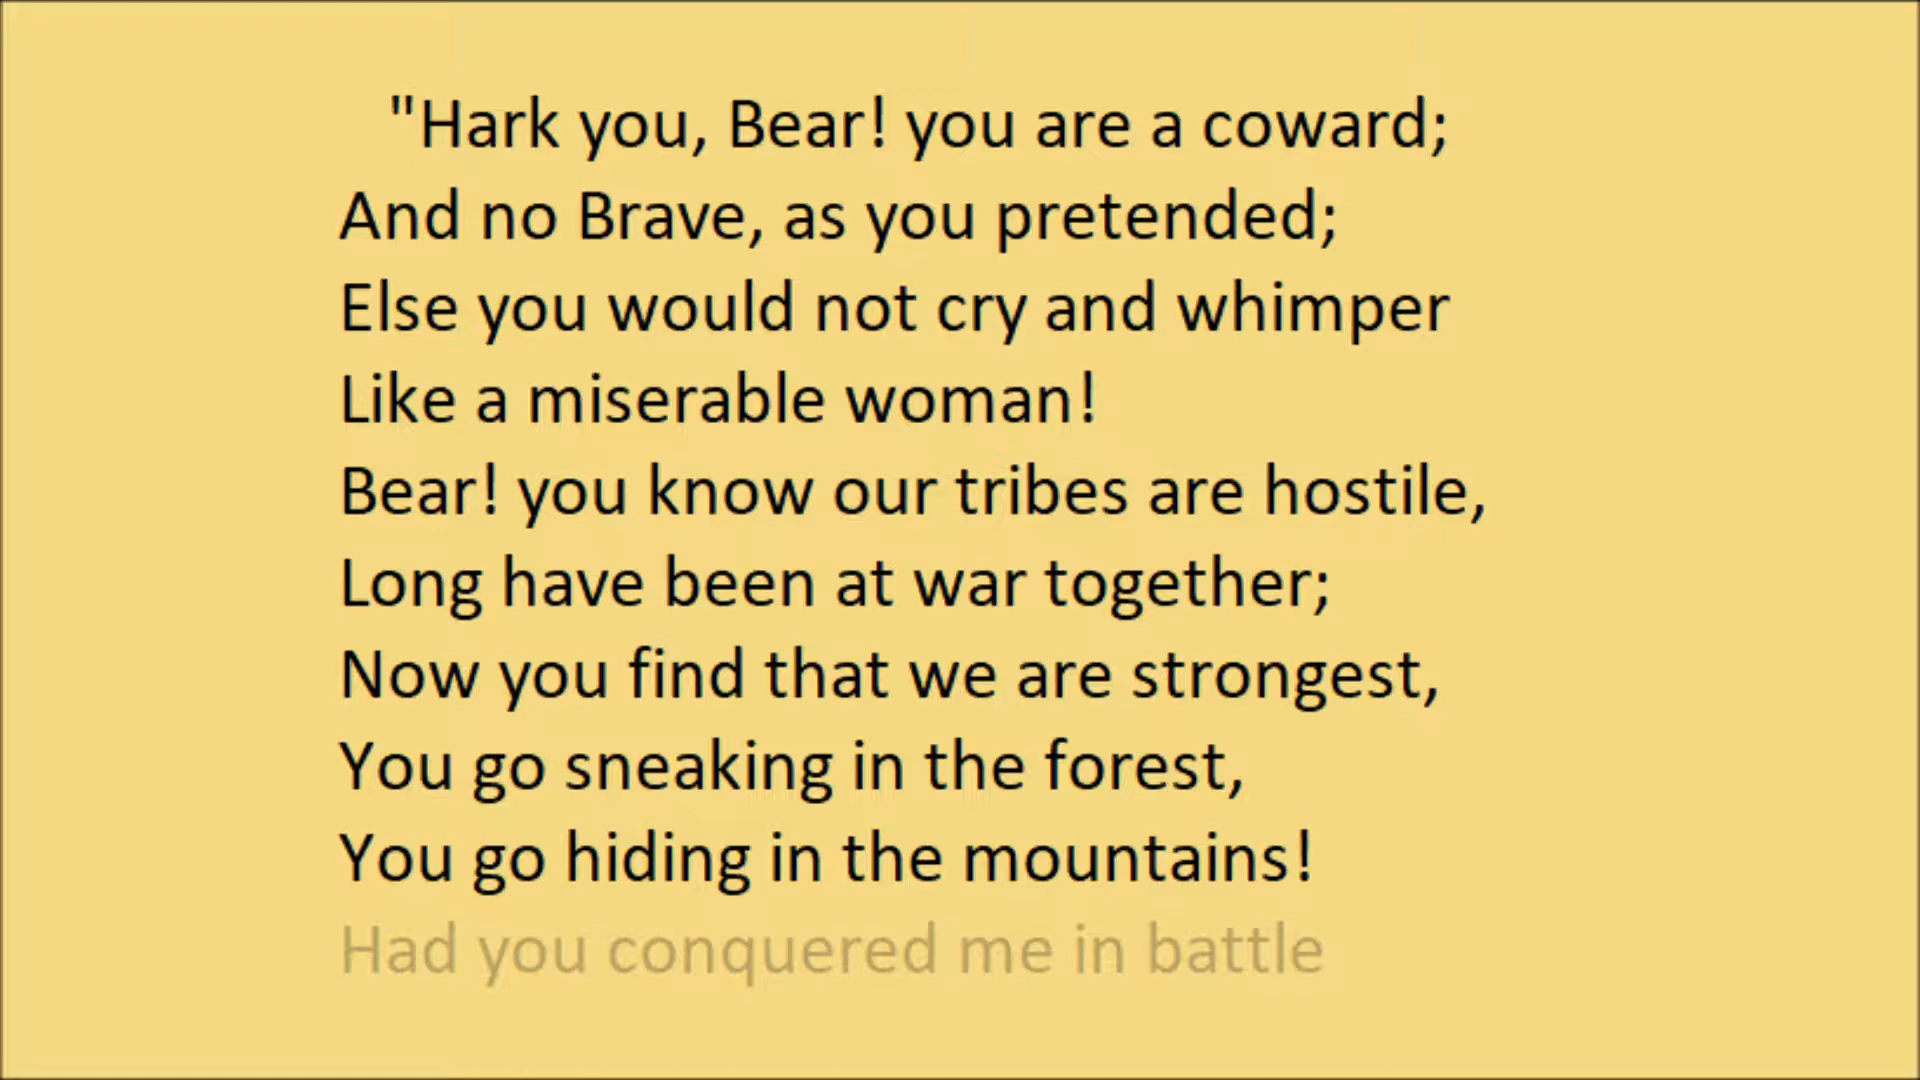 "Hark you, Bear! you are a coward;
And no Brave, as you pretended;
Else you would not cry and whimper
Like a miserable woman!
Bear! you know our tribes are hostile,
Long have been at war together;
Now you find that we are strongest,
You go sneaking in the forest,
You go hiding in the mountains!
Had you conquered me in battle